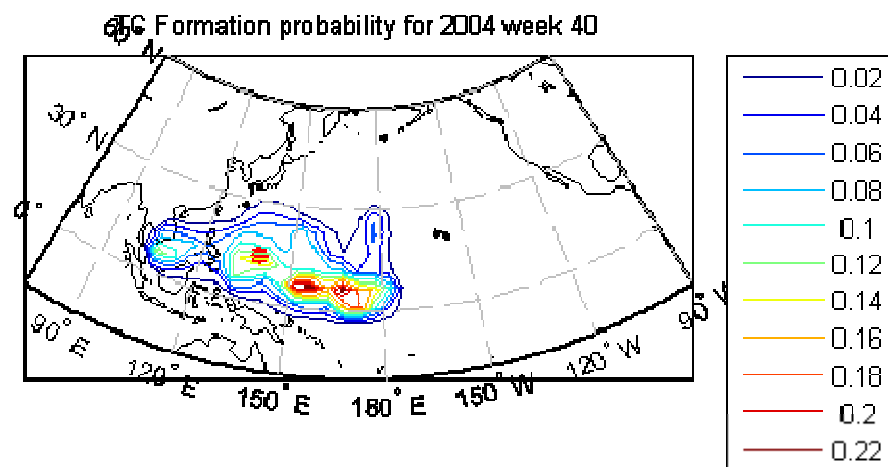 TC Formation probability for 2004 week 40
60° N
30° N
0°
90° E
120° E
150° E
180° E
150° W
120° W
90° W
0.02
0.04
0.06
0.08
0.1
0.12
0.14
0.16
0.18
0.2
0.22